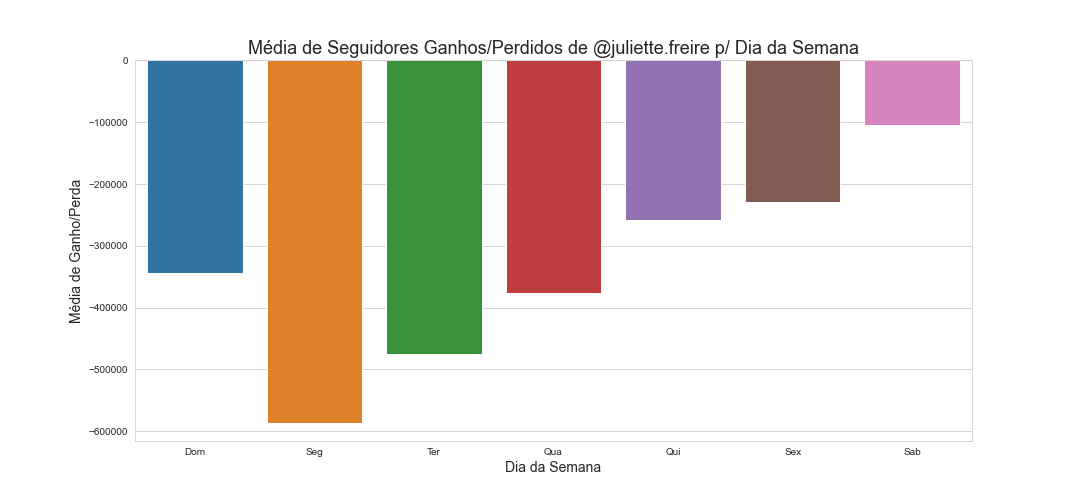 Média de Seguidores Ganhos/Perdidos de @juliette.freire p/ Dia da Semana
Média de Ganho/Perda
0
−100000
−200000
−300000
−400000
−500000
−600000
Dom Seg Ter Qua Qui Sex Sab
Dia da Semana